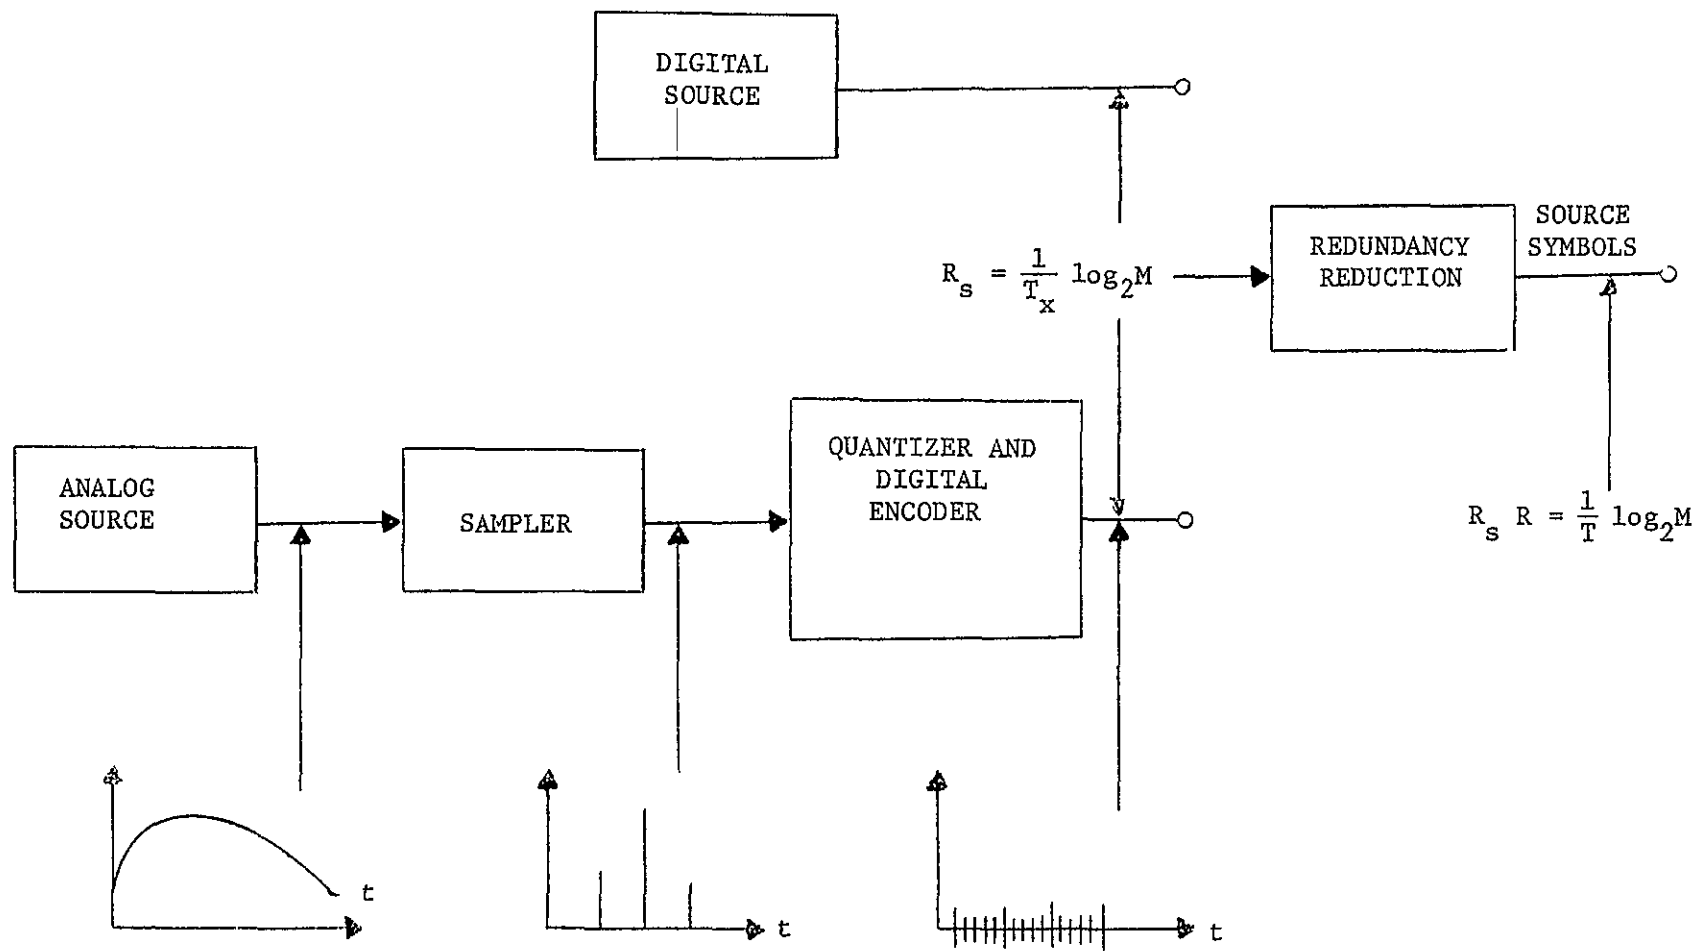 DIGITAL
SOURCE
SOURCE
SYMBOLS
REDUNDANCY
REDUCTION
R_s = 1/T_x log_2 M
QUANTIZER AND
DIGITAL
ENCODER
ANALOG
SOURCE
SAMPLER
R_s R = 1/T log_2 M
t
t
t